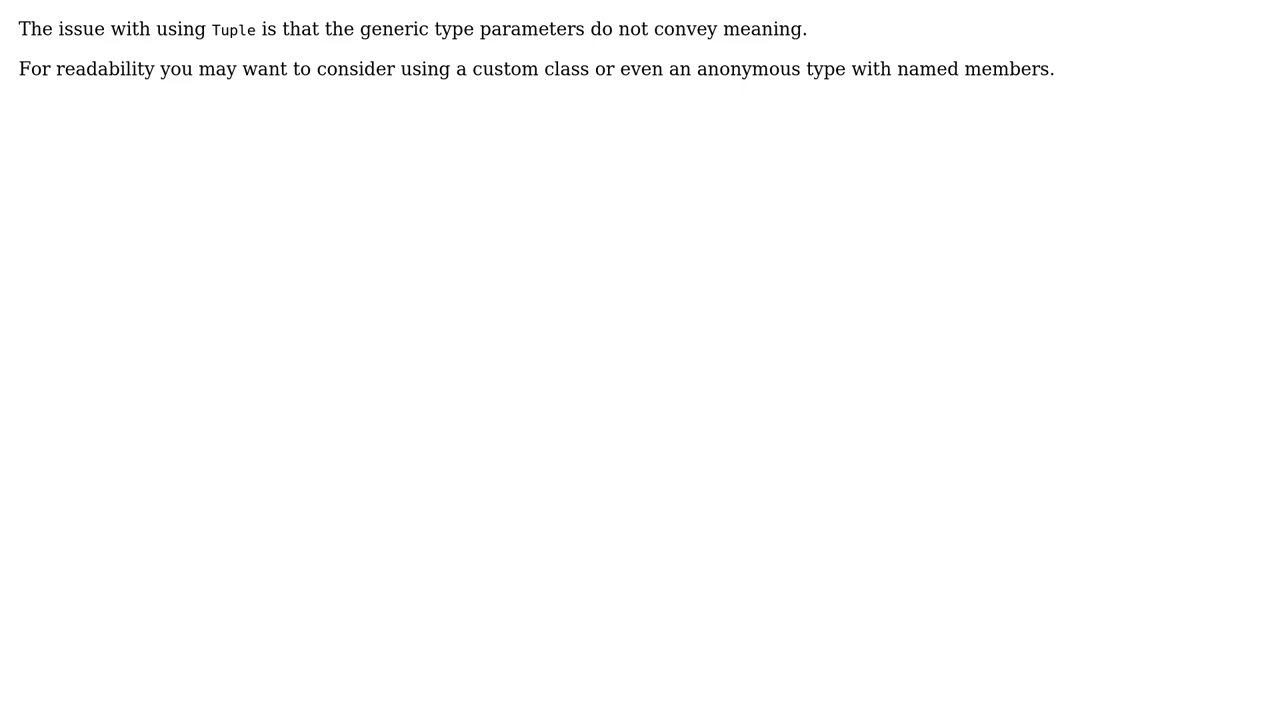 The issue with using Tuple is that the generic type parameters do not convey meaning.
For readability you may want to consider using a custom class or even an anonymous type with named members.